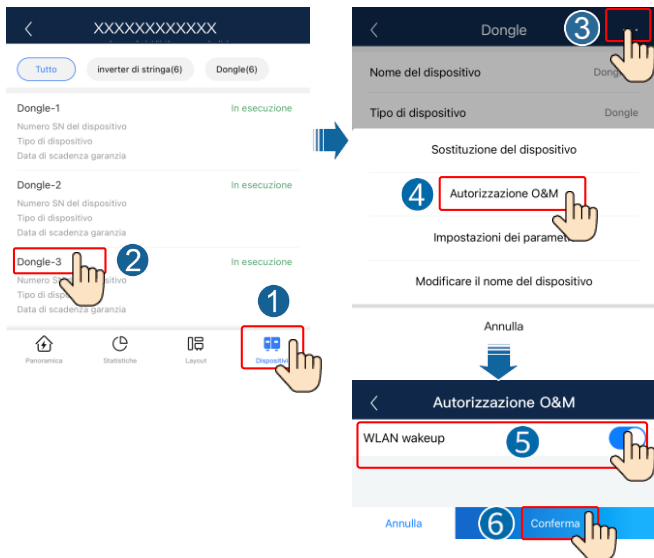 XXXXXXXXXXXX
Tutto
inverter di stringa(6)
Dongle(6)
Dongle-1
In esecuzione
Numero SN del dispositivo
Tipo di dispositivo
Data di scadenza garanzia
Dongle-2
In esecuzione
Numero SN del dispositivo
Tipo di dispositivo
Data di scadenza garanzia
Dongle-3
2
In esecuzione
Numero
Data di scadenza garanzia
1
Panoramica
Statistiche
Layout
Dispositivi
Dongle
3
Nome del dispositivo
Tipo di dispositivo
Dongle
Sostituzione del dispositivo
4
Autorizzazione O&M
Impostazioni dei
Modificare il nome del dispositivo
Annulla
Autorizzazione O&M
WLAN wakeup
5
Annulla
6
Conferma